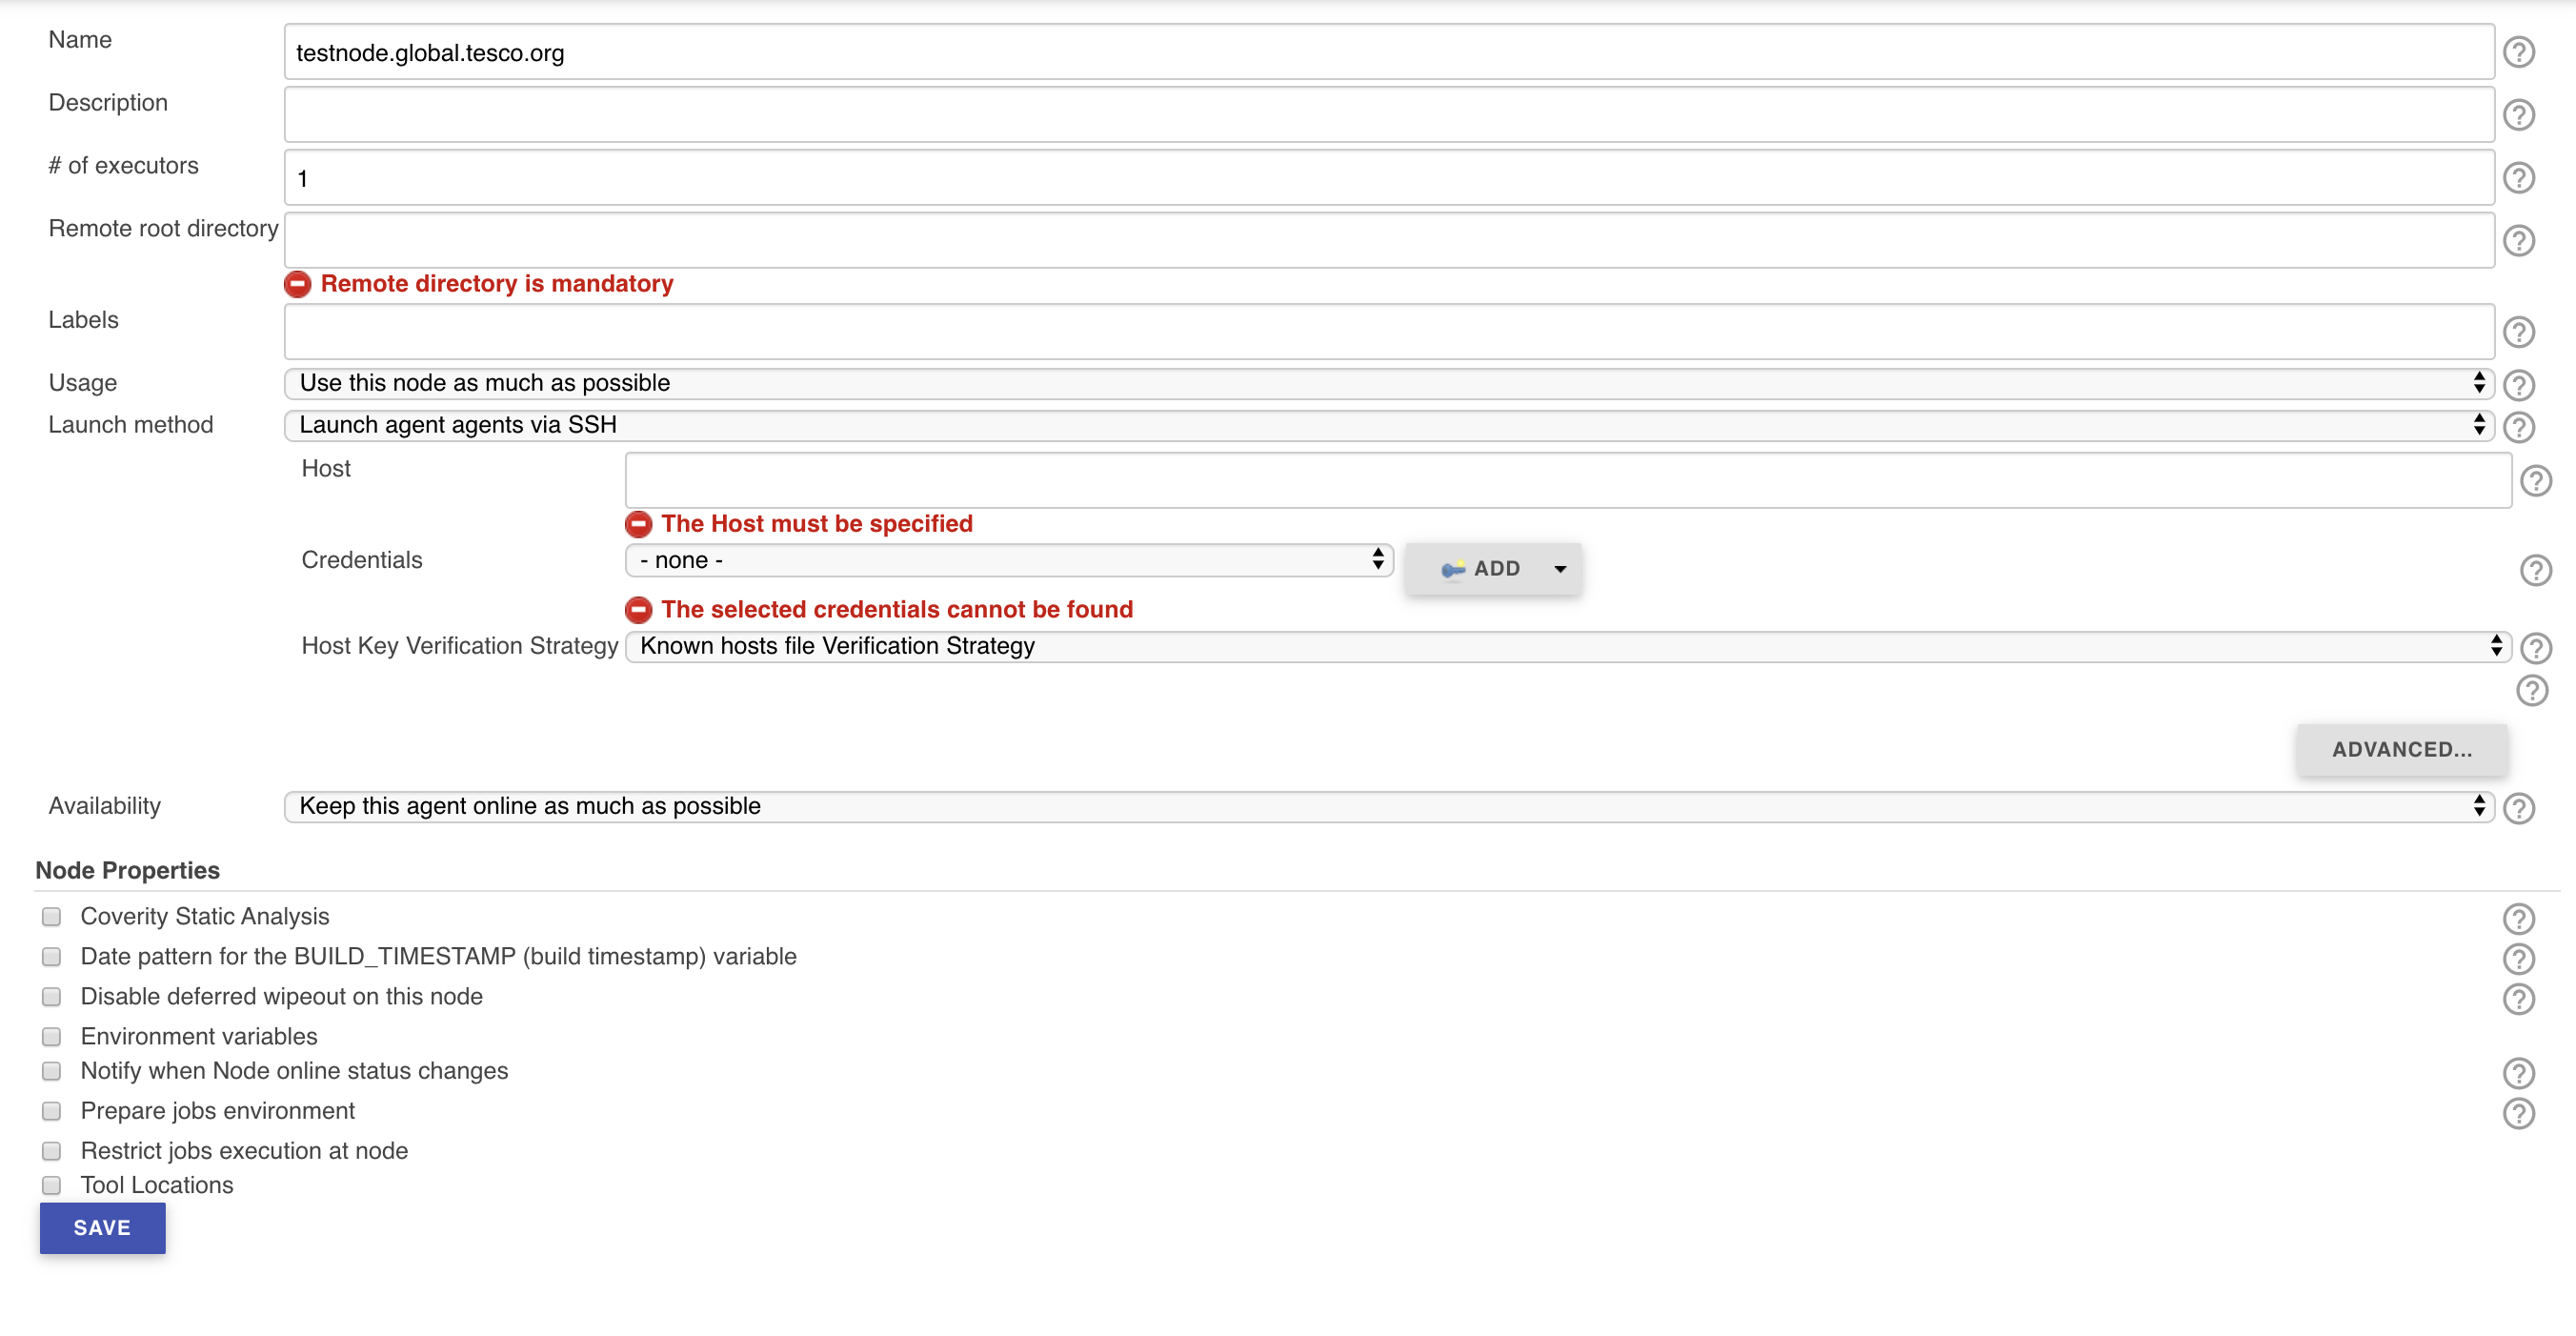 Name
testnode.global.tesco.org
Description
# of executors
1
Remote root directory
Remote directory is mandatory
Labels
Usage
Use this node as much as possible
Launch method
Launch agent agents via SSH
Host
The Host must be specified
Credentials
- none -
ADD
The selected credentials cannot be found
Host Key Verification Strategy
Known hosts file Verification Strategy
ADVANCED...
Availability
Keep this agent online as much as possible
Node Properties
Coverity Static Analysis
Date pattern for the BUILD_TIMESTAMP (build timestamp) variable
Disable deferred wipeout on this node
Environment variables
Notify when Node online status changes
Prepare jobs environment
Restrict jobs execution at node
Tool Locations
SAVE